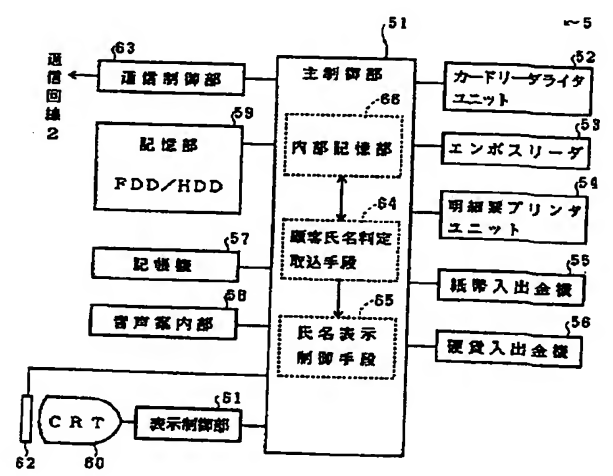 〜5
51
63
通信回線2
通信制御部
主制御部
52
カードリーダライタ
ユニット
66
内部記憶部
59
記憶部
FDD/HDD
53
エンボスリーダ
64
顧客氏名判定
取込手段
54
明細票プリンタ
ユニット
57
記帳機
55
紙幣入出金機
58
音声案内部
65
氏名表示
制御手段
56
硬貨入出金機
61
CRT
表示制御部
62
60